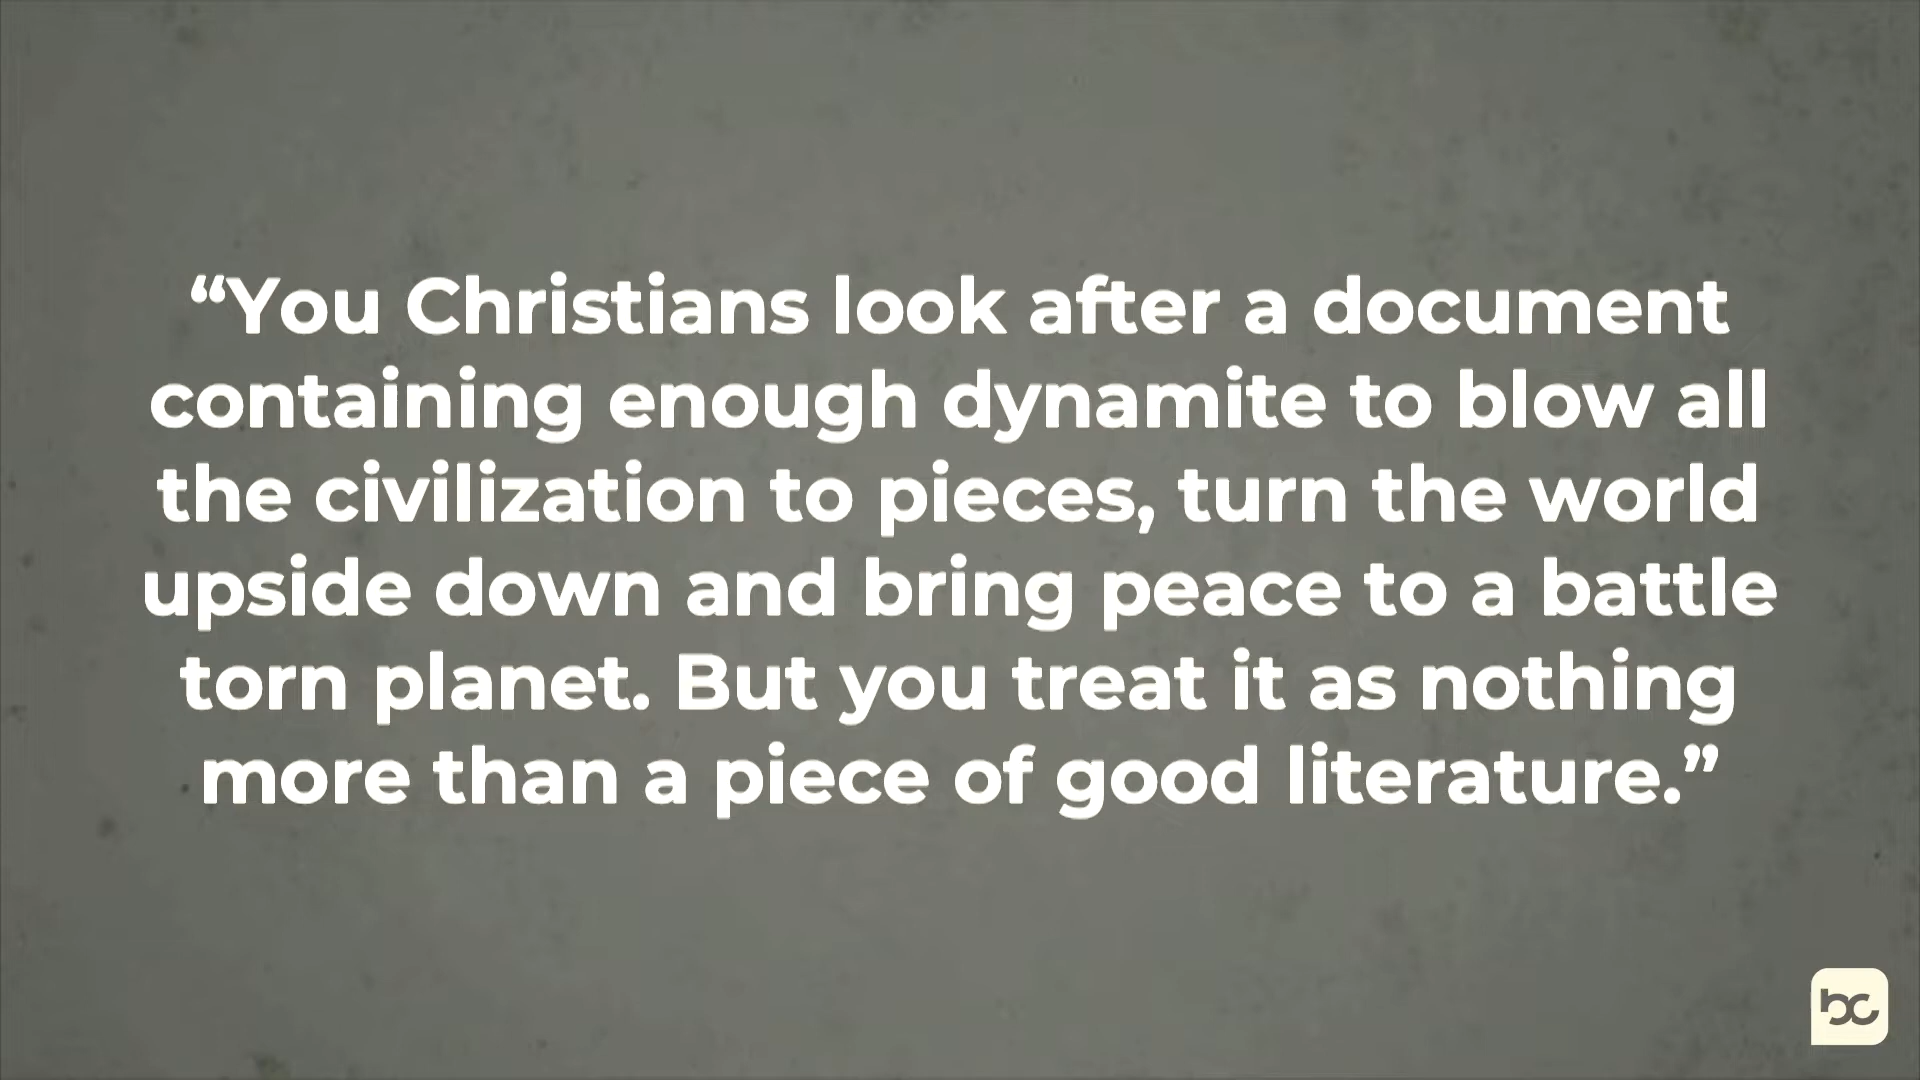 “You Christians look after a document
containing enough dynamite to blow all
the civilization to pieces, turn the world
upside down and bring peace to a battle
torn planet. But you treat it as nothing
more than a piece of good literature.”
bc